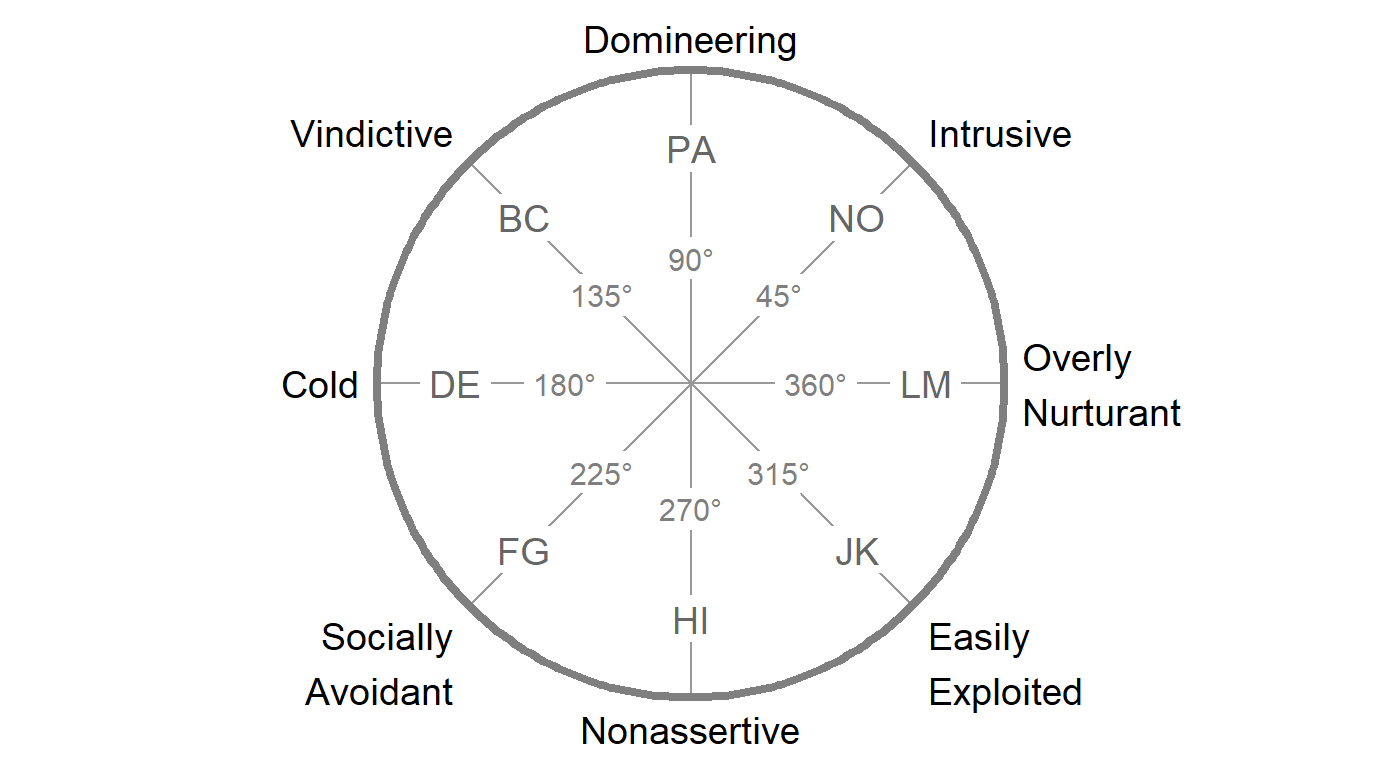 Domineering
Vindictive
Intrusive
PA
BC
NO
90°
135°
45°
Overly
Nurturant
Cold
DE
180°
360°
LM
225°
315°
270°
FG
JK
HI
Socially
Avoidant
Easily
Exploited
Nonassertive